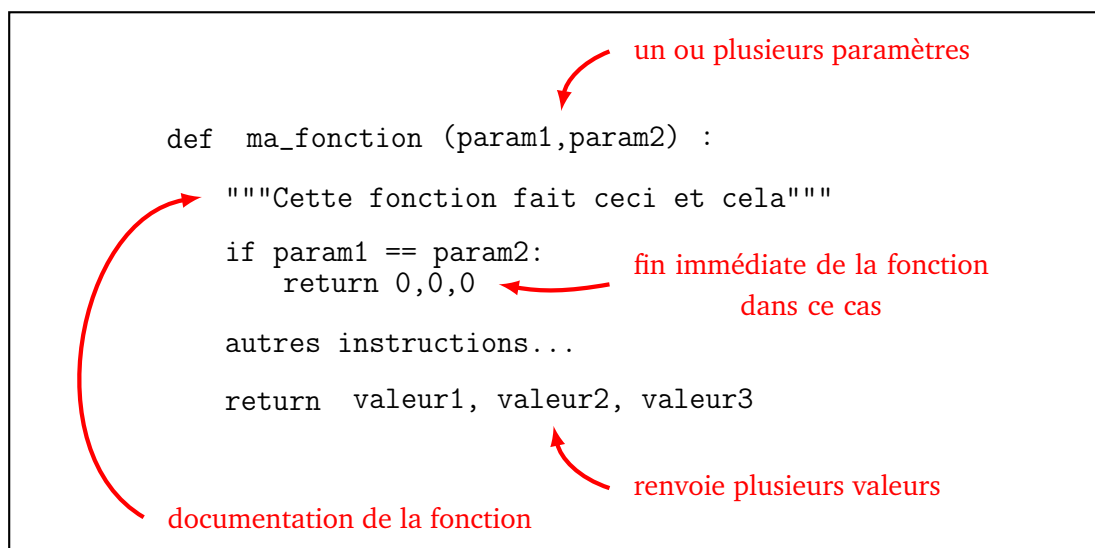 un ou plusieurs paramètres
def ma_fonction (param1,param2) :
"""Cette fonction fait ceci et cela"""
if param1 == param2:
return 0,0,0
fin immédiate de la fonction
dans ce cas
autres instructions...
return valeur1, valeur2, valeur3
renvoie plusieurs valeurs
documentation de la fonction